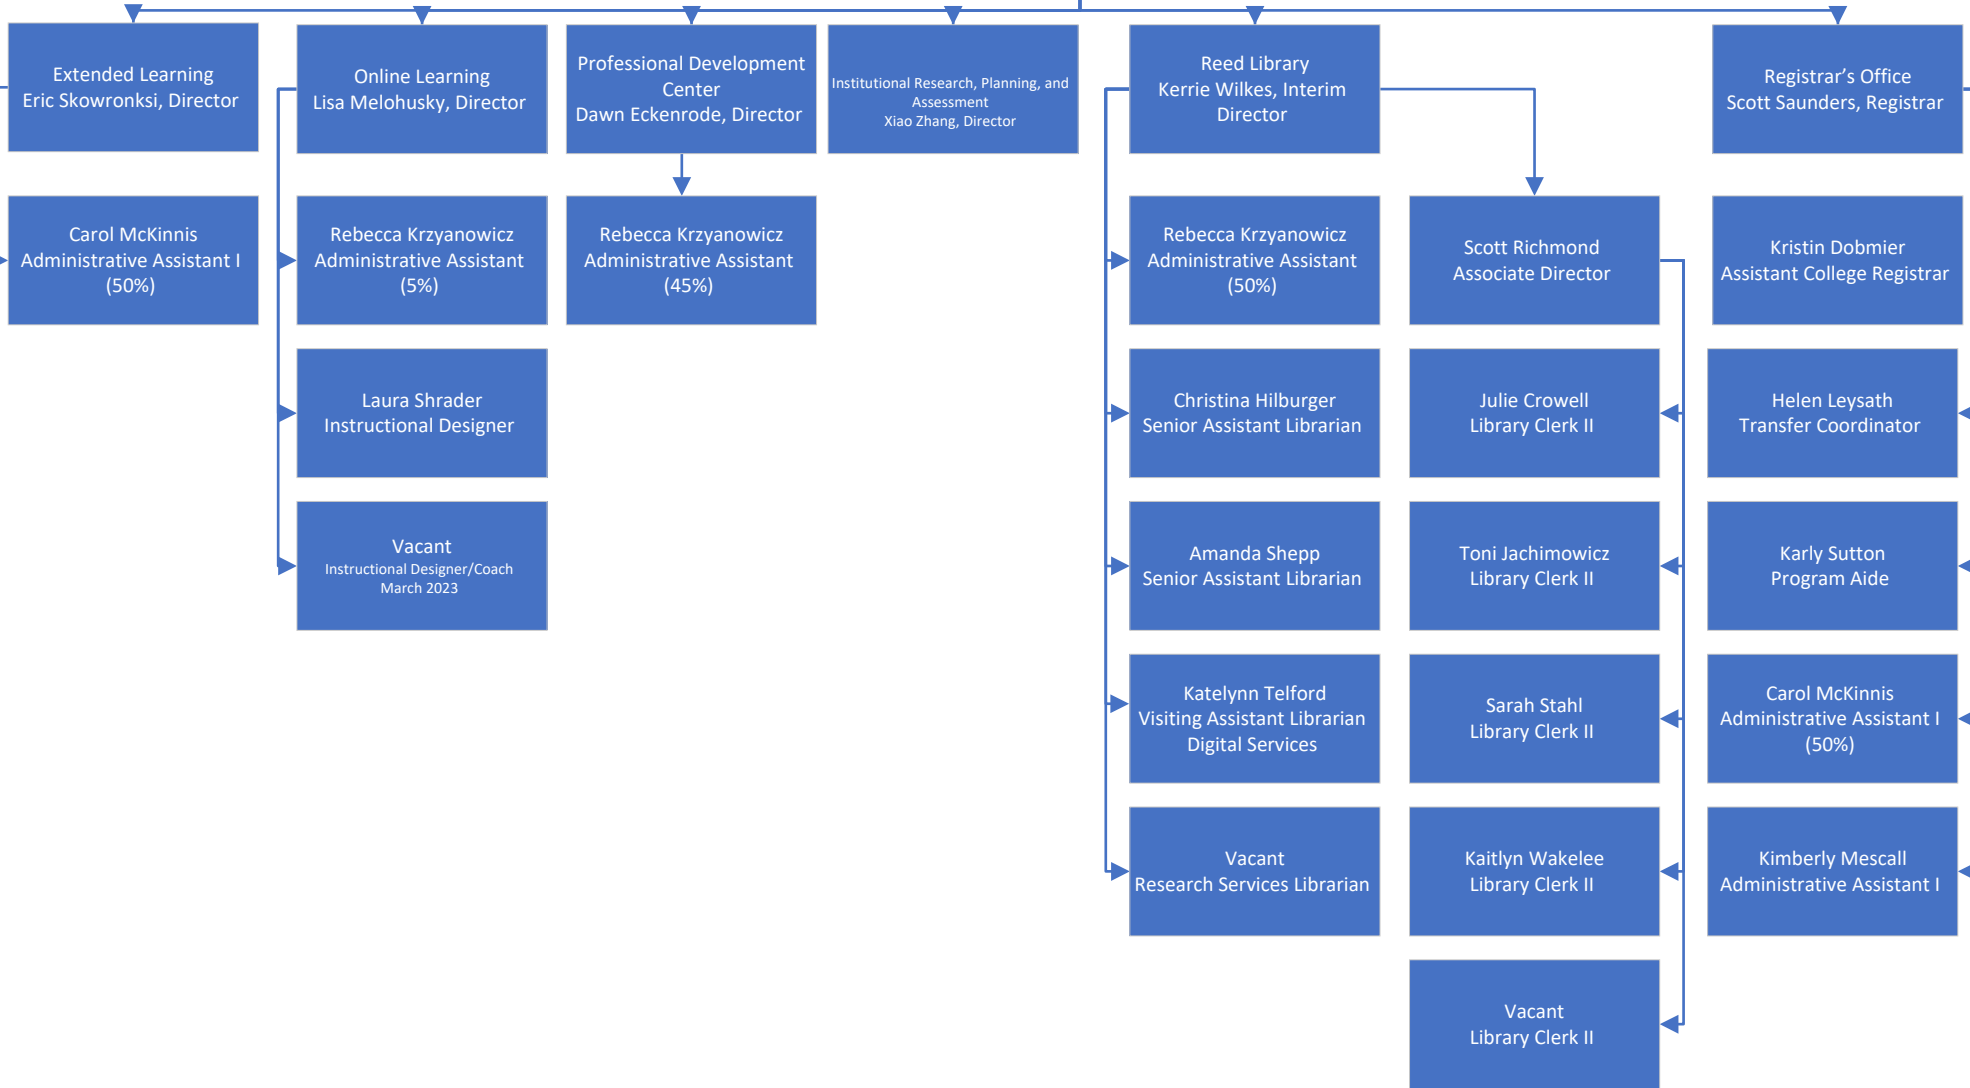 Extended Learning
Eric Skowronksi, Director
Online Learning
Lisa Melohusky, Director
Professional Development
Center
Dawn Eckenrode, Director
Institutional Research, Planning, and
Assessment
Xiao Zhang, Director
Reed Library
Kerrie Wilkes, Interim
Director
Registrar’s Office
Scott Saunders, Registrar
Carol McKinnis
Administrative Assistant I
(50%)
Rebecca Krzyanowicz
Administrative Assistant
(5%)
Rebecca Krzyanowicz
Administrative Assistant
(45%)
Rebecca Krzyanowicz
Administrative Assistant
(50%)
Scott Richmond
Associate Director
Kristin Dobmier
Assistant College Registrar
Laura Shrader
Instructional Designer
Christina Hilburger
Senior Assistant Librarian
Julie Crowell
Library Clerk II
Helen Leysath
Transfer Coordinator
Vacant
Instructional Designer/Coach
March 2023
Amanda Shepp
Senior Assistant Librarian
Toni Jachimowicz
Library Clerk II
Karly Sutton
Program Aide
Katelynn Telford
Visiting Assistant Librarian
Digital Services
Sarah Stahl
Library Clerk II
Carol McKinnis
Administrative Assistant I
(50%)
Vacant
Research Services Librarian
Kaitlyn Wakelee
Library Clerk II
Kimberly Mescall
Administrative Assistant I
Vacant
Library Clerk II